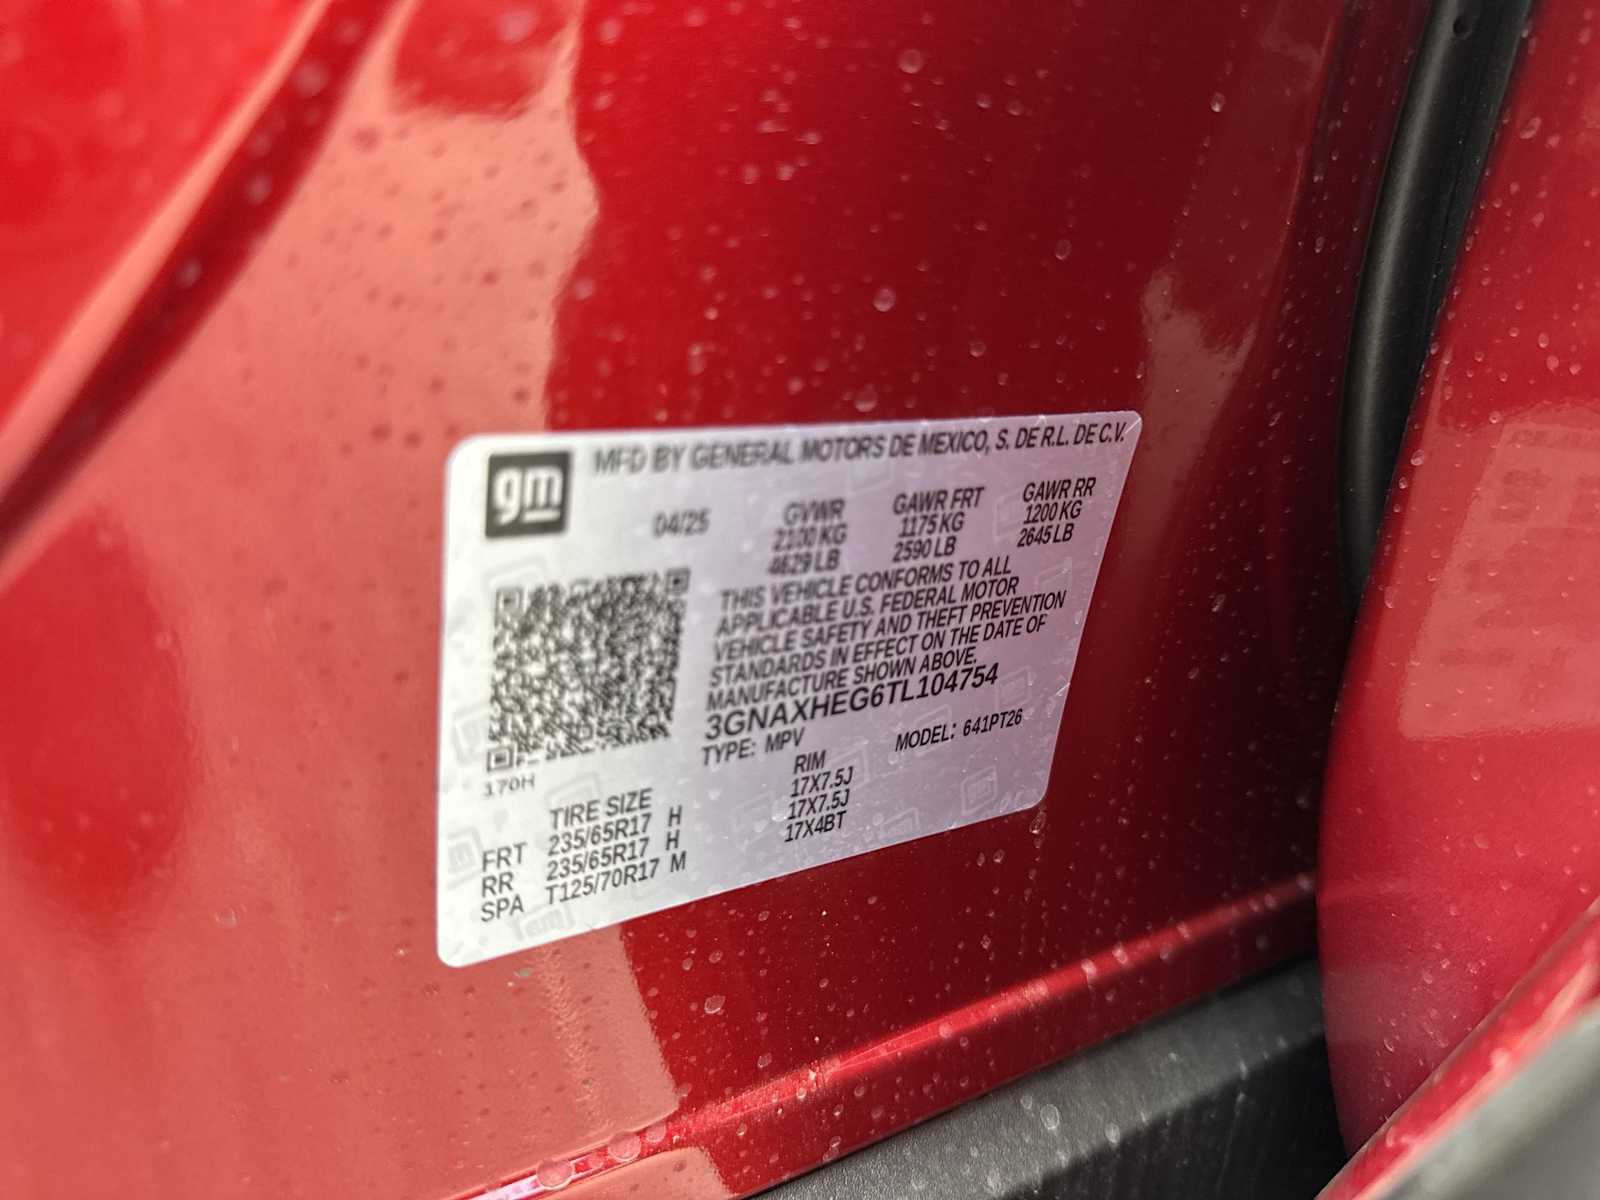 gm
MFD BY GENERAL MOTORS DE MEXICO, S. DE R.L. DE C.V.
04/25 GVWR GAWR FRT GAWR RR
2100 KG 1175 KG 1200 KG
4629 LB 2590 LB 2645 LB
THIS VEHICLE CONFORMS TO ALL
APPLICABLE U.S. FEDERAL MOTOR
VEHICLE SAFETY AND THEFT PREVENTION
STANDARDS IN EFFECT ON THE DATE OF
MANUFACTURE SHOWN ABOVE.
3GNAXHEG6TL104754
TYPE: MPV MODEL: 641PT26
170H
TIRE SIZE RIM
FRT 235/65R17 H 17X7.5J
RR 235/65R17 H 17X7.5J
SPA T125/70R17 M 17X4BT